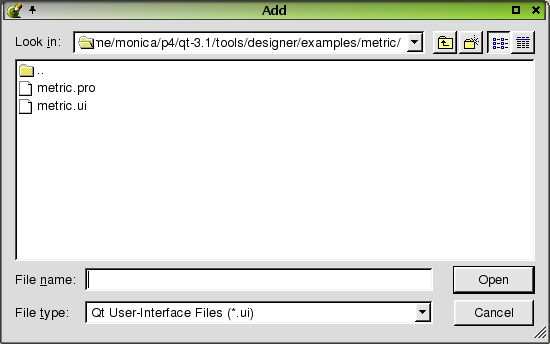 Add
Look in: me/monica/p4/qt-3.1/tools/designer/examples/metric/
..
metric.pro
metric.ui
File name: Open
File type: Qt User-Interface Files (*.ui) Cancel